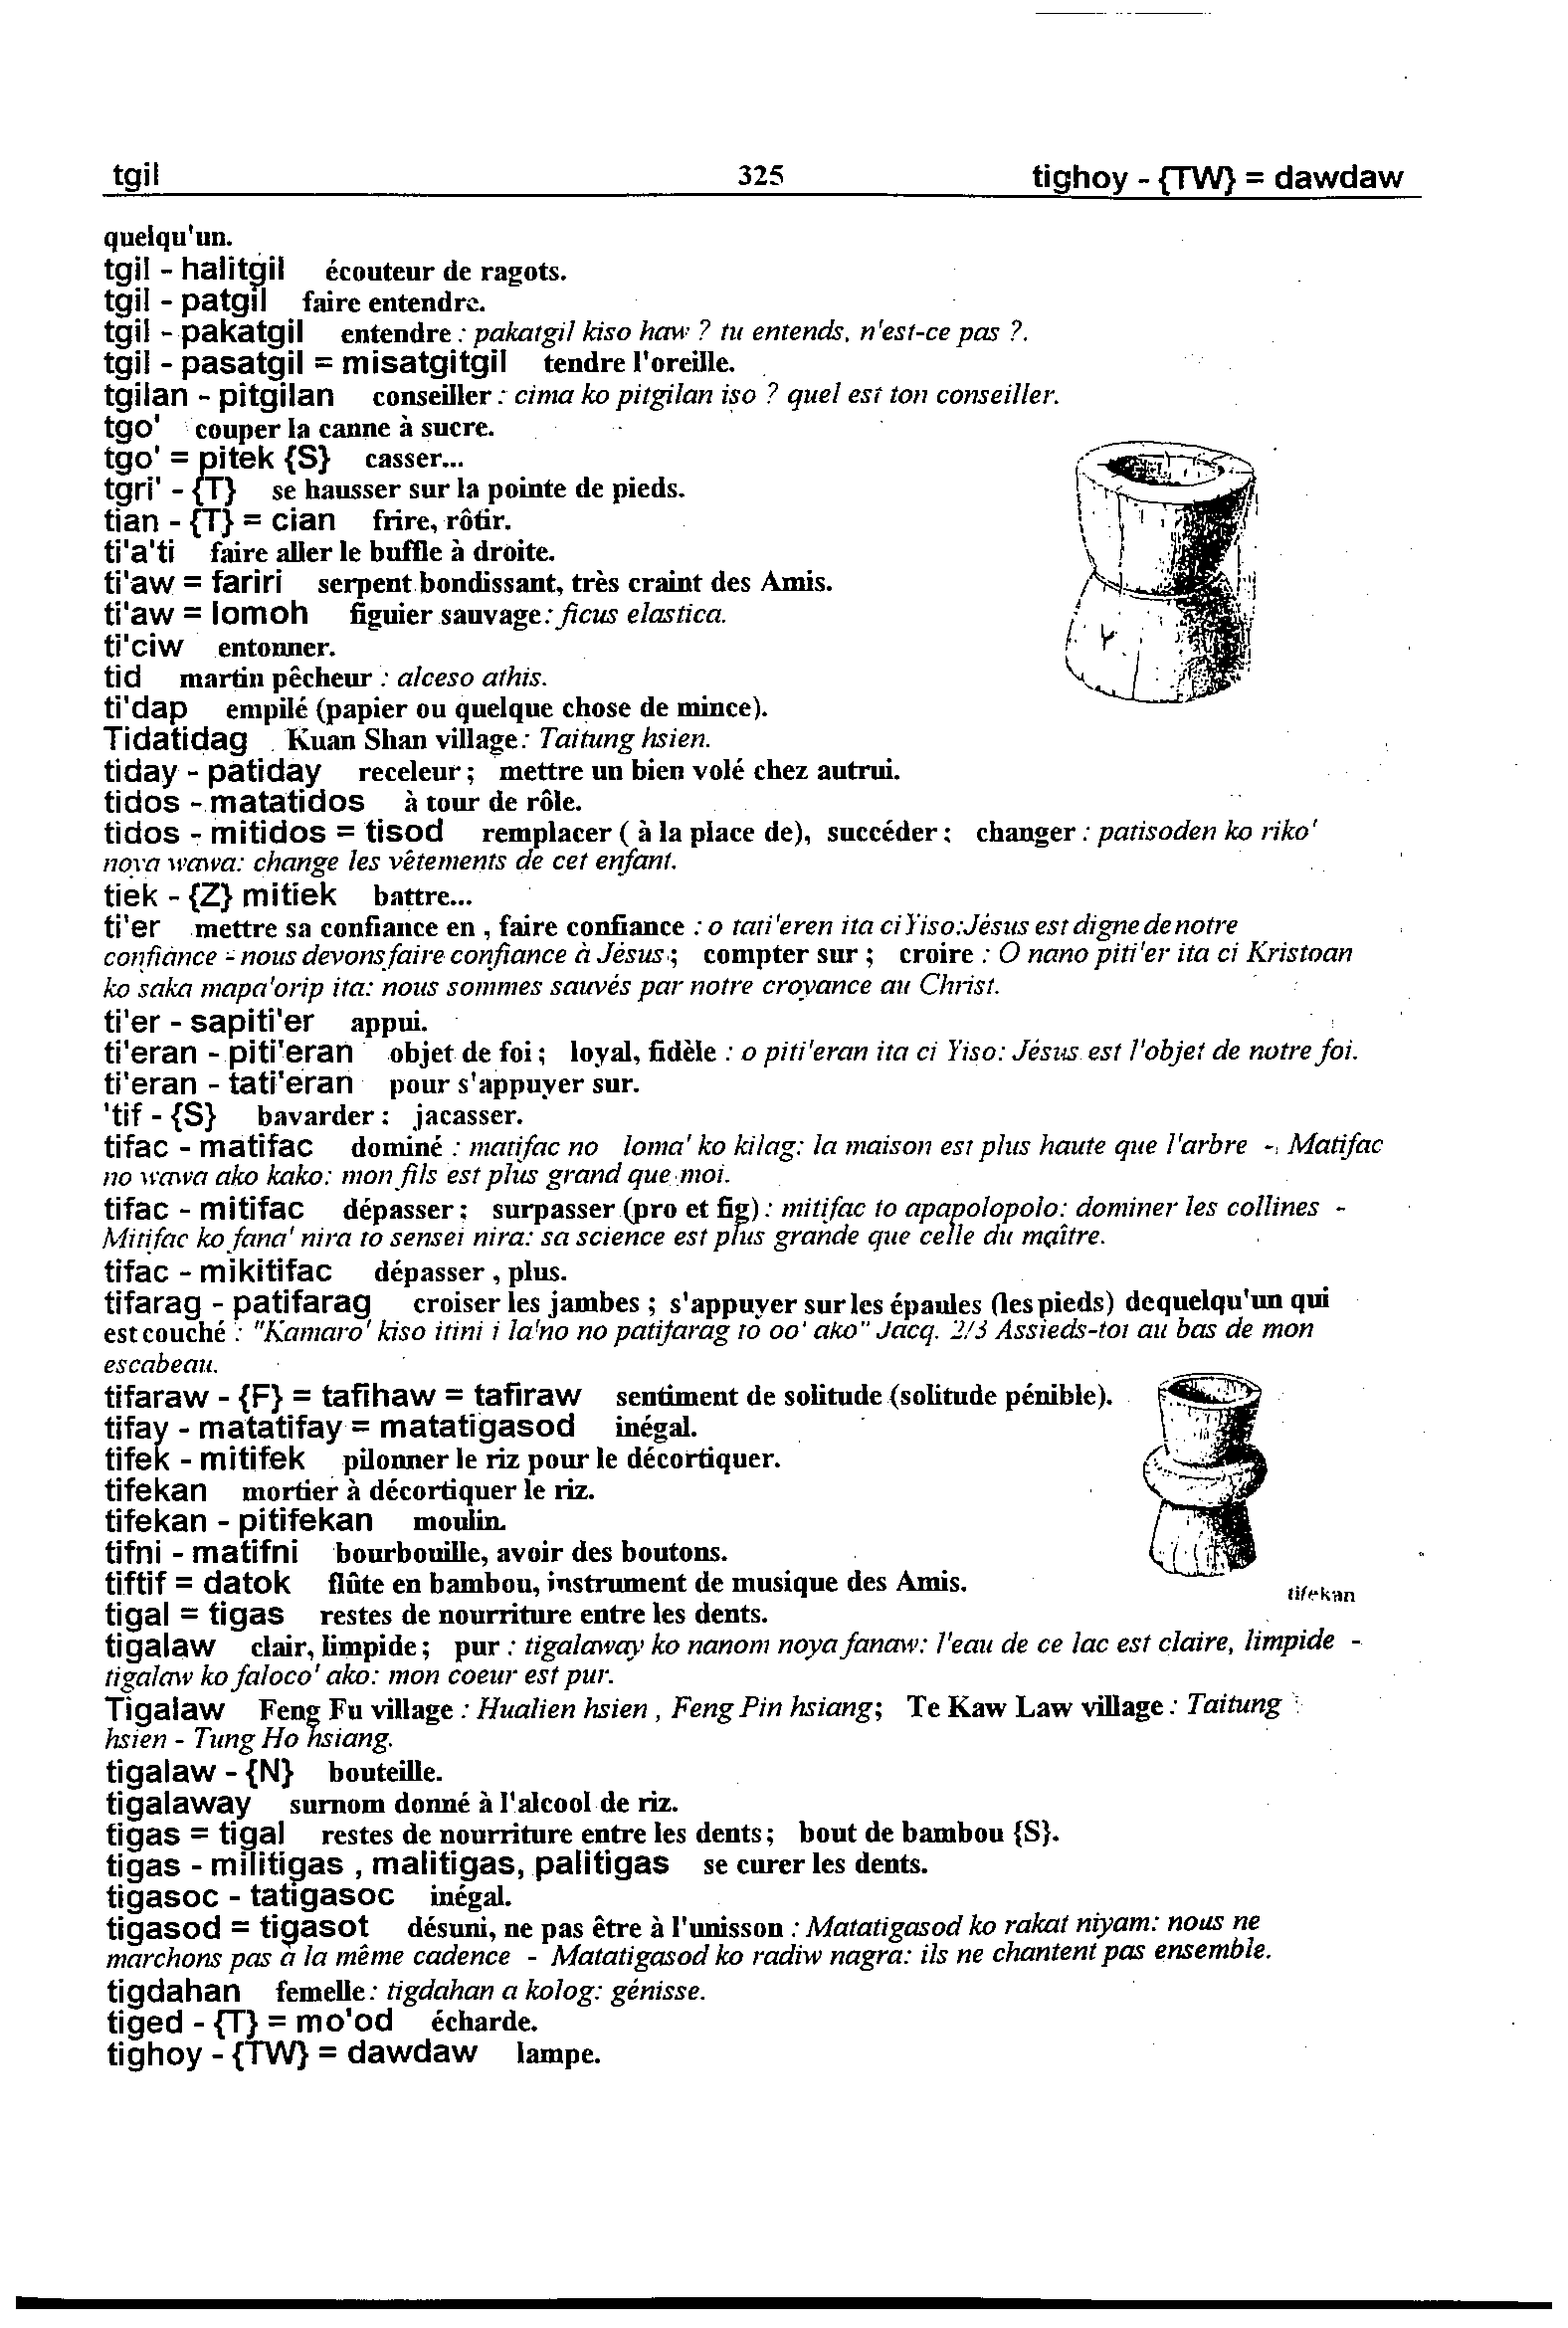 tgil 325 tighoy - {TW} = dawdaw
quelqu'un.
tgil - halitgil écouteur de ragots.
tgil - patgil faire entendre.
tgil - pakatgil entendre : pakatgil kiso haw ? tu entends, n'est-ce pas ?.
tgil - pasatgil = misatgitgil tendre l'oreille.
tgilan - pitgilan conseiller : cima ko pitgilan iso ? quel est ton conseiller.
tgo' couper la canne à sucre.
tgo' = pitek {S} casser...
tgri' - {T} se hausser sur la pointe de pieds.
tian - {T} = cian frire, rôtir.
ti'a'ti faire aller le buffle à droite.
ti'aw = fariri serpent bondissant, très craint des Amis.
ti'aw = lomoh figuier sauvage : ficus elastica.
ti'ciw entonner.
tid martin pêcheur : alceso athis.
ti'dap empilé (papier ou quelque chose de mince).
Tidatidag Kuan Shan village : Taitung hsien.
tiday - patiday receleur ; mettre un bien volé chez autrui.
tidos - matatidos à tour de rôle.
tidos - mitidos = tisod remplacer ( à la place de), succéder ; changer : patisoden ko riko'
noya wawa: change les vêtements de cet enfant.
tiek - {Z} mitiek battre...
ti'er mettre sa confiance en , faire confiance : o tati'eren ita ci Yiso:Jésus est digne de notre
confiance - nous devons faire confiance à Jésus ; compter sur ; croire : O nano piti'er ita ci Kristoan
ko saka mapa'orip ita: nous sommes sauvés par notre croyance au Christ.
ti'er - sapiti'er appui.
ti'eran - piti'eran objet de foi ; loyal, fidèle : o piti'eran ita ci Yiso: Jésus est l'objet de notre foi.
ti'eran - tati'eran pour s'appuyer sur.
'tif - {S} bavarder ; jacasser.
tifac - matifac dominé : matifac no loma' ko kilag: la maison est plus haute que l'arbre - Matifac
no wawa ako kako: mon fils est plus grand que moi.
tifac - mitifac dépasser ; surpasser (pro et fig) : mitifac to apapolopolo: dominer les collines -
Mitifac ko fana' nira to sensei nira: sa science est plus grande que celle du maître.
tifac - mikitifac dépasser , plus.
tifarag - patifarag croiser les jambes ; s'appuyer sur les épaules (les pieds) de quelqu'un qui
est couché : "Kamaro' kiso itini i la'no no patifarag to oo' ako" Jacq. 2/3 Assieds-toi au bas de mon
escabeau.
tifaraw - {F} = tafihaw = tafiraw sentiment de solitude (solitude pénible).
tifay - matatifay = matatigasod inégal.
tifek - mitifek pilonner le riz pour le décortiquer.
tifekan mortier à décortiquer le riz.
tifekan - pitifekan moulin.
tifni - matifni bourbouille, avoir des boutons.
tiftif = datok flûte en bambou, instrument de musique des Amis.
tifekan
tigal = tigas restes de nourriture entre les dents.
tigalaw clair, limpide ; pur : tigalaway ko nanom noya fanaw: l'eau de ce lac est claire, limpide -
tigalaw ko faloco' ako: mon coeur est pur.
Tigalaw Feng Fu village : Hualien hsien , Feng Pin hsiang; Te Kaw Law village : Taitung
hsien - Tung Ho hsiang.
tigalaw - {N} bouteille.
tigalaway surnom donné à l'alcool de riz.
tigas = tigal restes de nourriture entre les dents ; bout de bambou {S}.
tigas - militigas , malitigas, palitigas se curer les dents.
tigasoc - tatigasoc inégal.
tigasod = tigasot désuni, ne pas être à l'unisson : Matatigasod ko rakat niyam: nous ne
marchons pas à la même cadence - Matatigasod ko radiw nagra: ils ne chantent pas ensemble.
tigdahan femelle : tigdahan a kolog: génisse.
tiged - {T} = mo'od écharde.
tighoy - {TW} = dawdaw lampe.